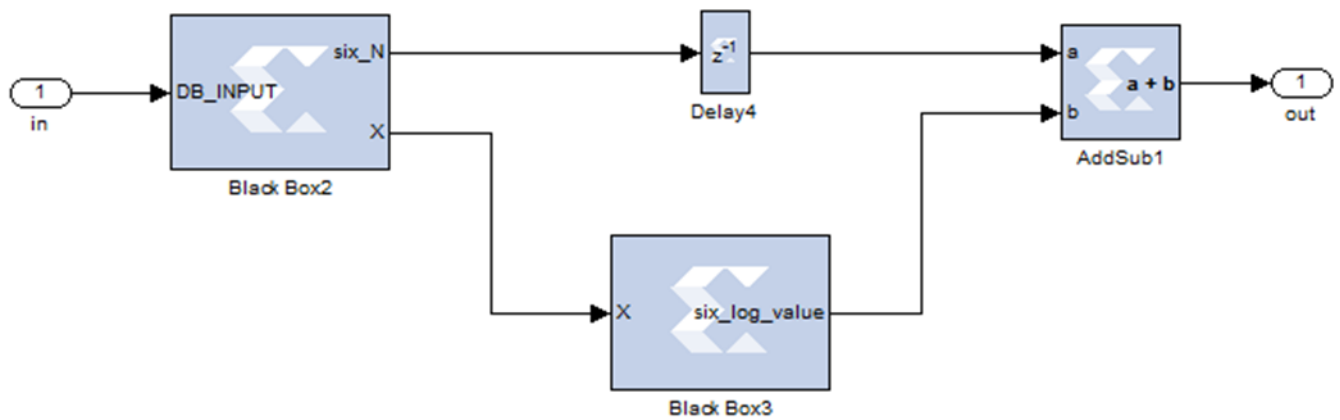 1
in
DB_INPUT
six_N
X
Black Box2
z-1
Delay4
a
b
a + b
AddSub1
1
out
X
six_log_value
Black Box3